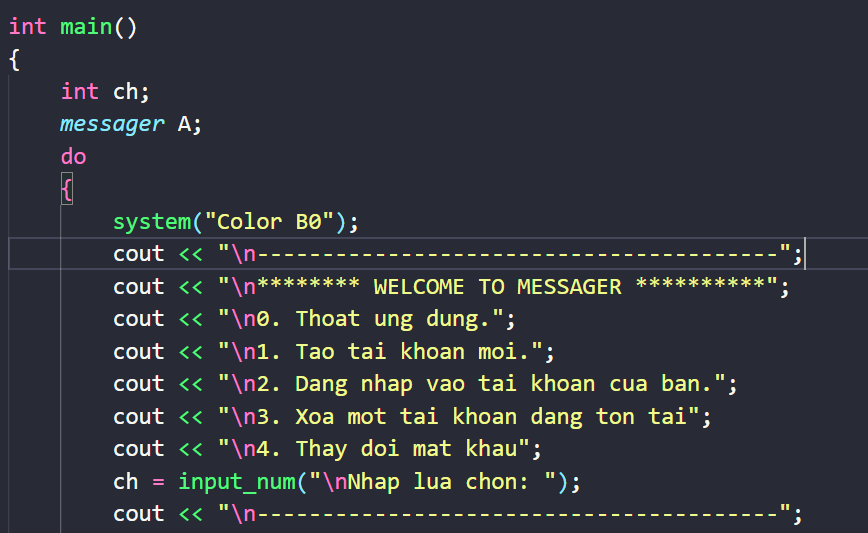 int main()
{
int ch;
messager A;
do
{
system("Color B0");
cout << "\n----------------------------------------";
cout << "\n******** WELCOME TO MESSAGER **********";
cout << "\n0. Thoat ung dung.";
cout << "\n1. Tao tai khoan moi.";
cout << "\n2. Dang nhap vao tai khoan cua ban.";
cout << "\n3. Xoa mot tai khoan dang ton tai";
cout << "\n4. Thay doi mat khau";
ch = input_num("\nNhap lua chon: ");
cout << "\n----------------------------------------";